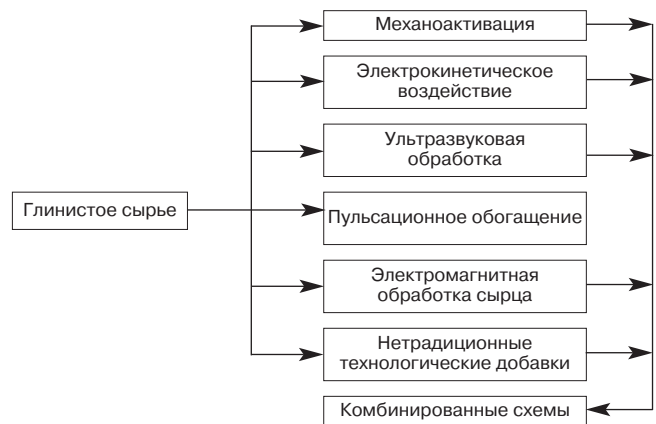 Механоактивация
Электрокинетическое
воздействие
Ультразвуковая
обработка
Глинистое сырье
Пульсационное обогащение
Электромагнитная
обработка сырца
Нетрадиционные
технологические добавки
Комбинированные схемы